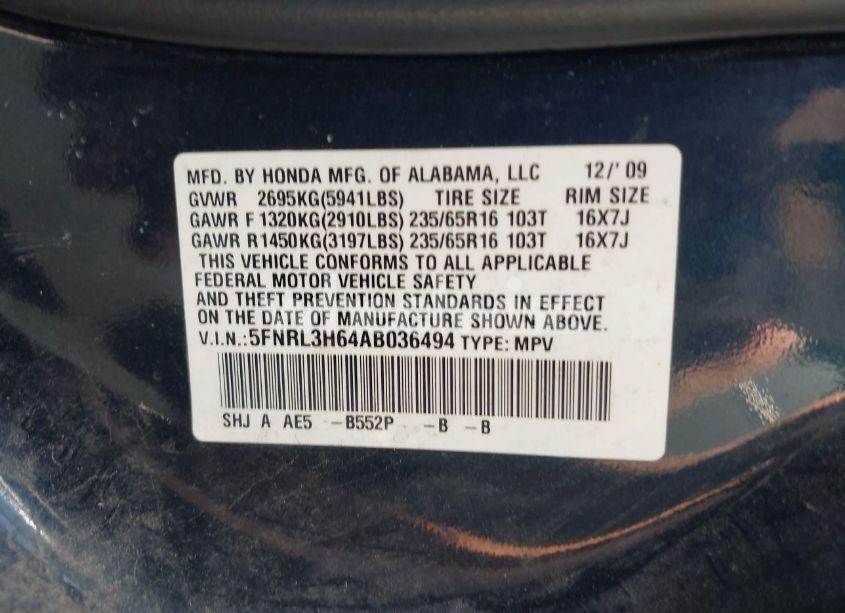 MFD. BY HONDA MFG. OF ALABAMA, LLC 12/' 09
GVWR 2695KG(5941LBS) TIRE SIZE RIM SIZE
GAWR F 1320KG(2910LBS) 235/65R16 103T 16X7J
GAWR R1450KG(3197LBS) 235/65R16 103T 16X7J
THIS VEHICLE CONFORMS TO ALL APPLICABLE
FEDERAL MOTOR VEHICLE SAFETY
AND THEFT PREVENTION STANDARDS IN EFFECT
ON THE DATE OF MANUFACTURE SHOWN ABOVE.
V.I.N.:5FNRL3H64AB036494 TYPE: MPV
SHJ A AE5 -B552P -B -B